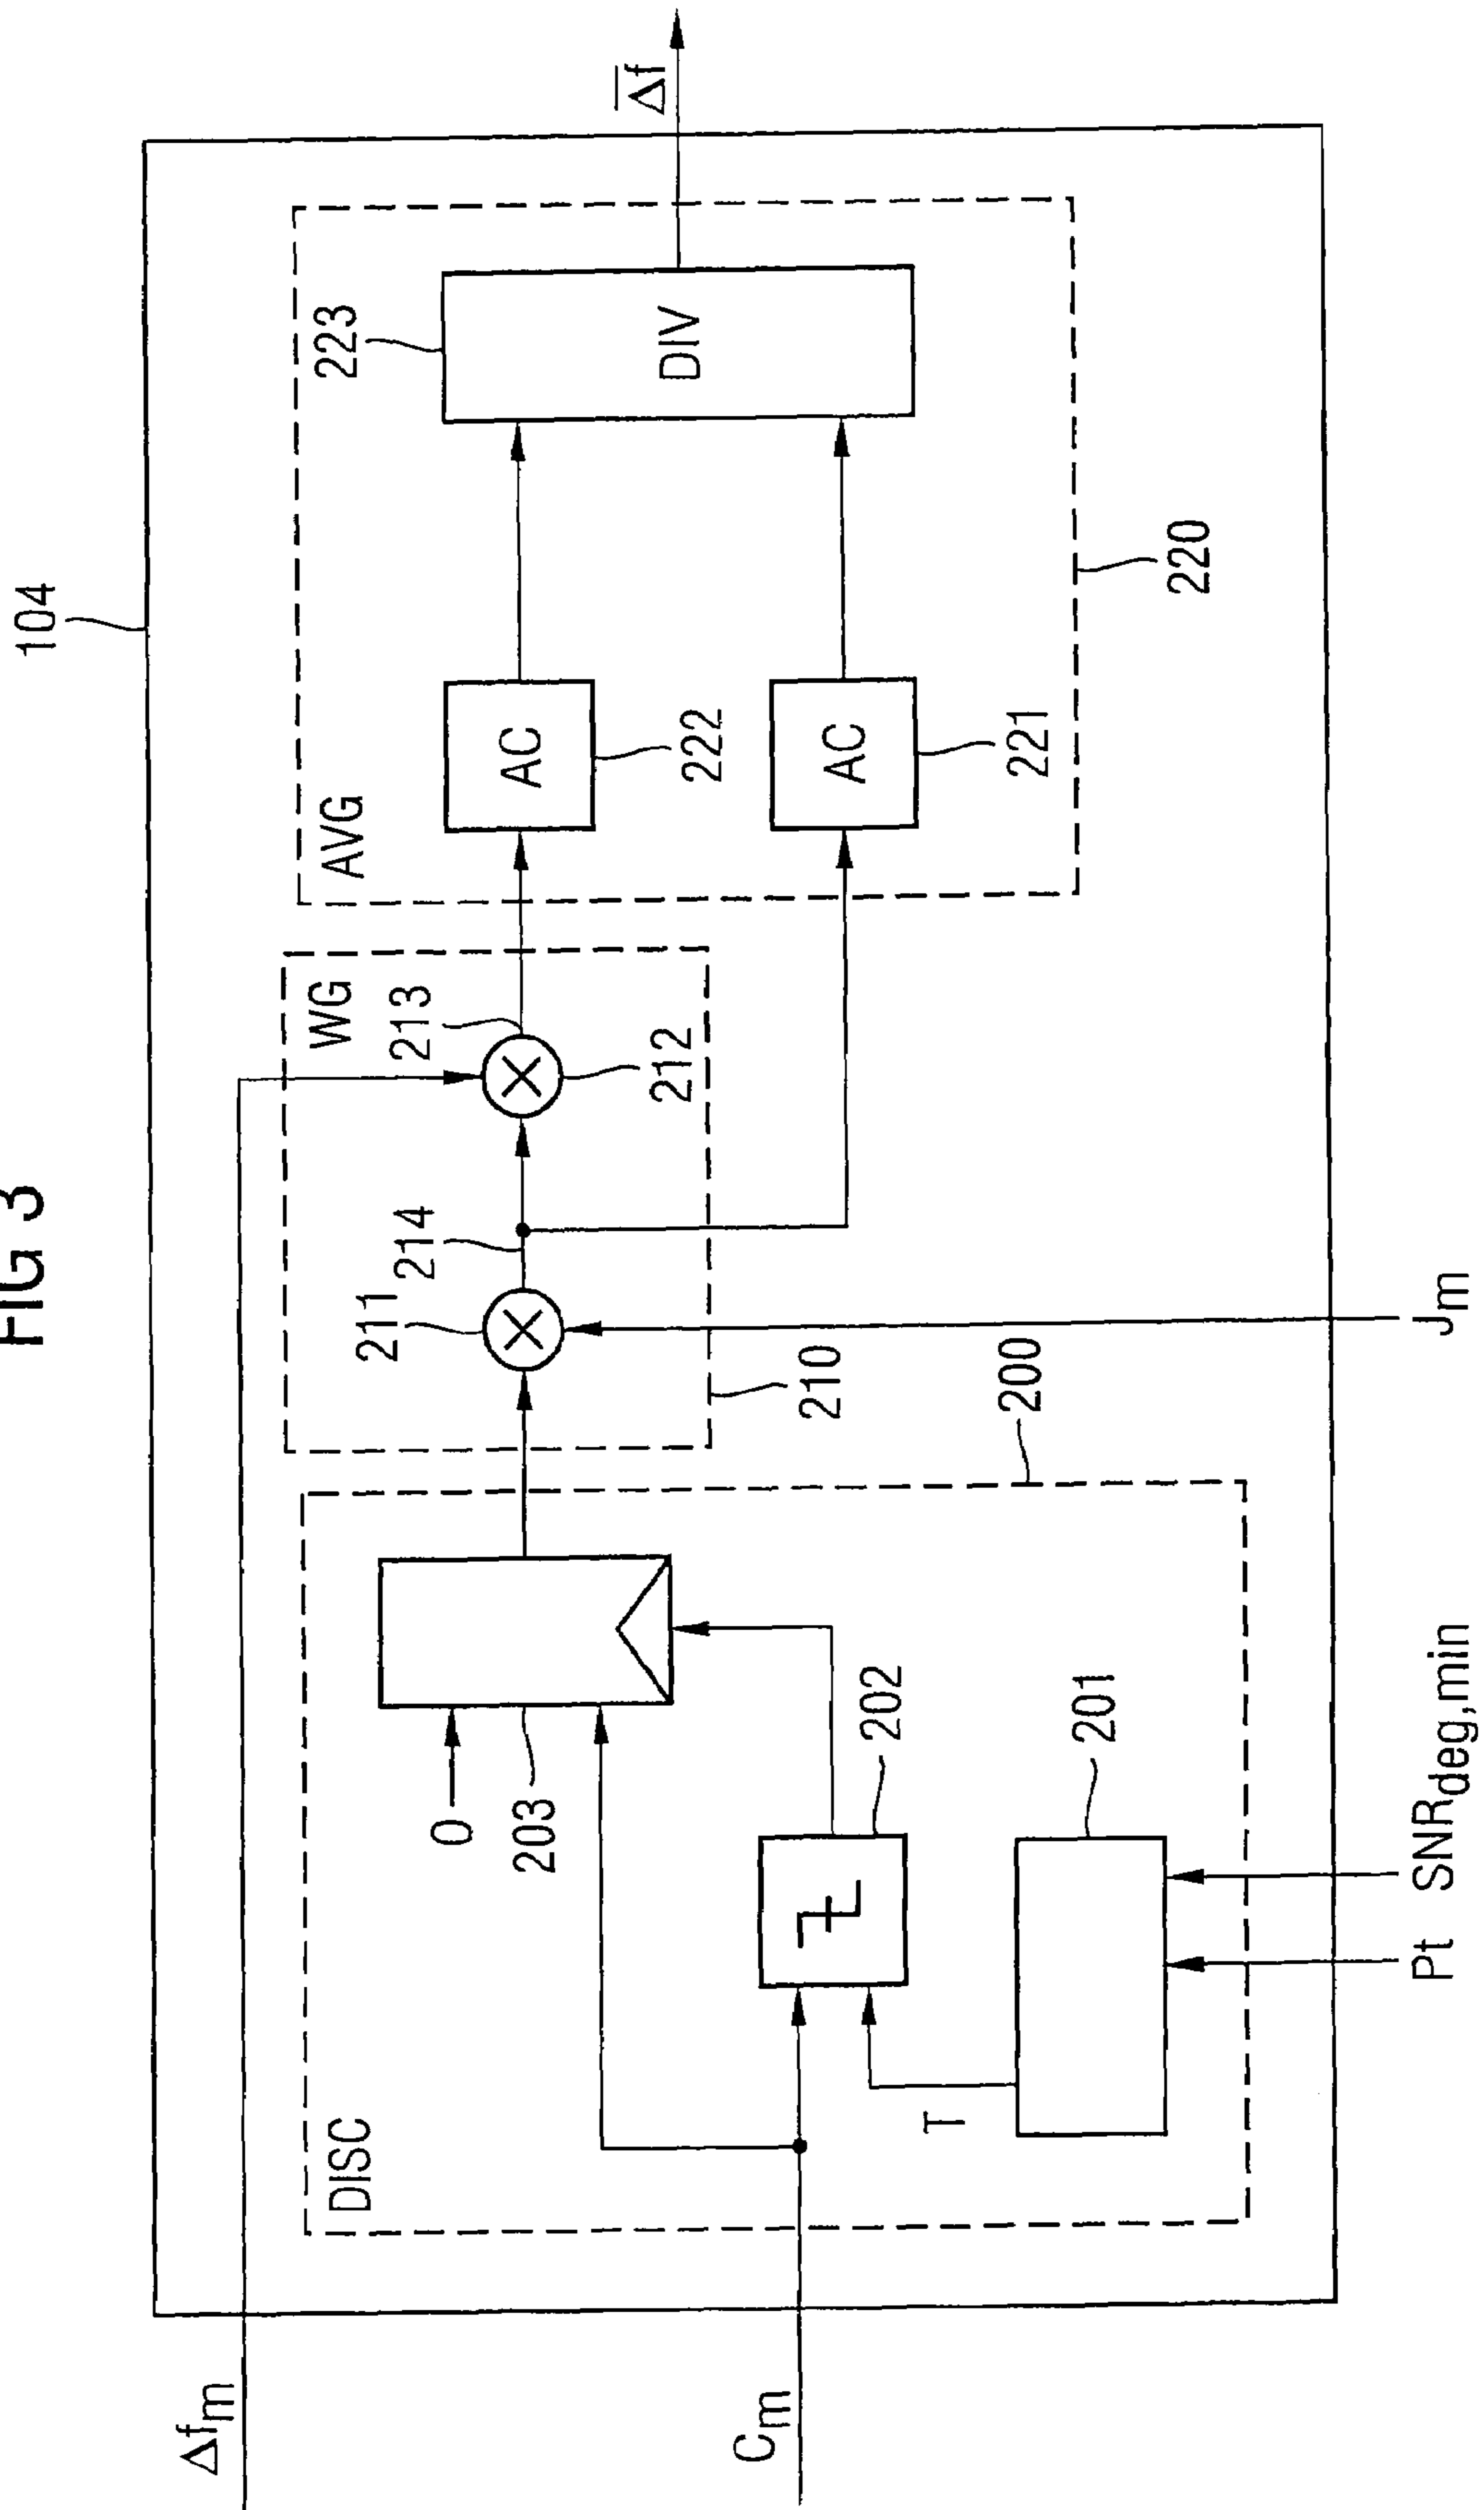 FIG 3
104
Δfm
Δf̅
223
AVG
WG
213
214
211
DISC
DIV
AC
222
212
AC
221
220
210
200
0
203
202
201
T
Cm
Pt
SNRdeg,min
Jm